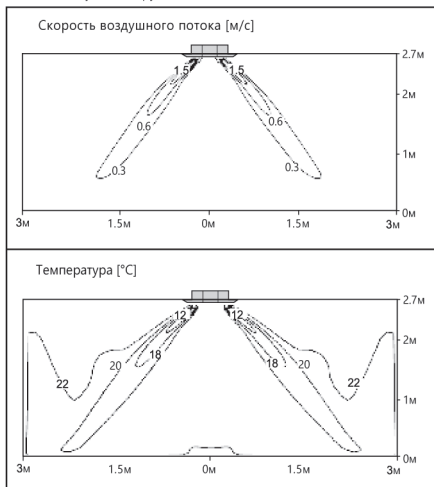 Скорость воздушного потока [м/с]
2.7м
1.5 1.5
2м
0.6 0.6
0.3 0.3
1м
0м
3м 1.5м 0м 1.5м 3м
Температура [°C]
2.7м
12 12
2м
18 18
20 20
22 22
1м
0м
3м 1.5м 0м 1.5м 3м